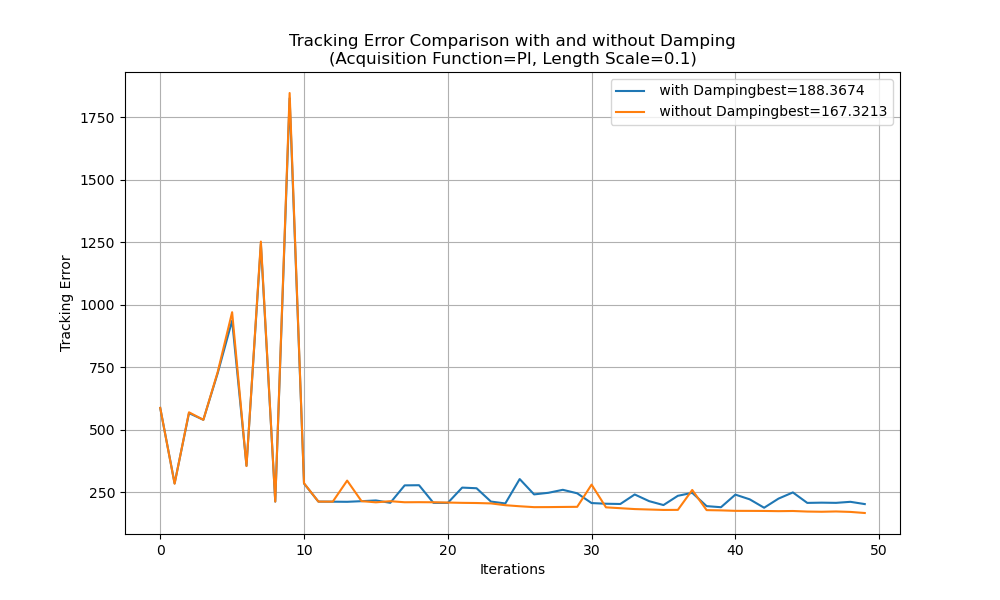 Tracking Error Comparison with and without Damping
(Acquisition Function=PI, Length Scale=0.1)
with Dampingbest=188.3674
without Dampingbest=167.3213
Tracking Error
1750
1500
1250
1000
750
500
250
0 10 20 30 40 50
Iterations